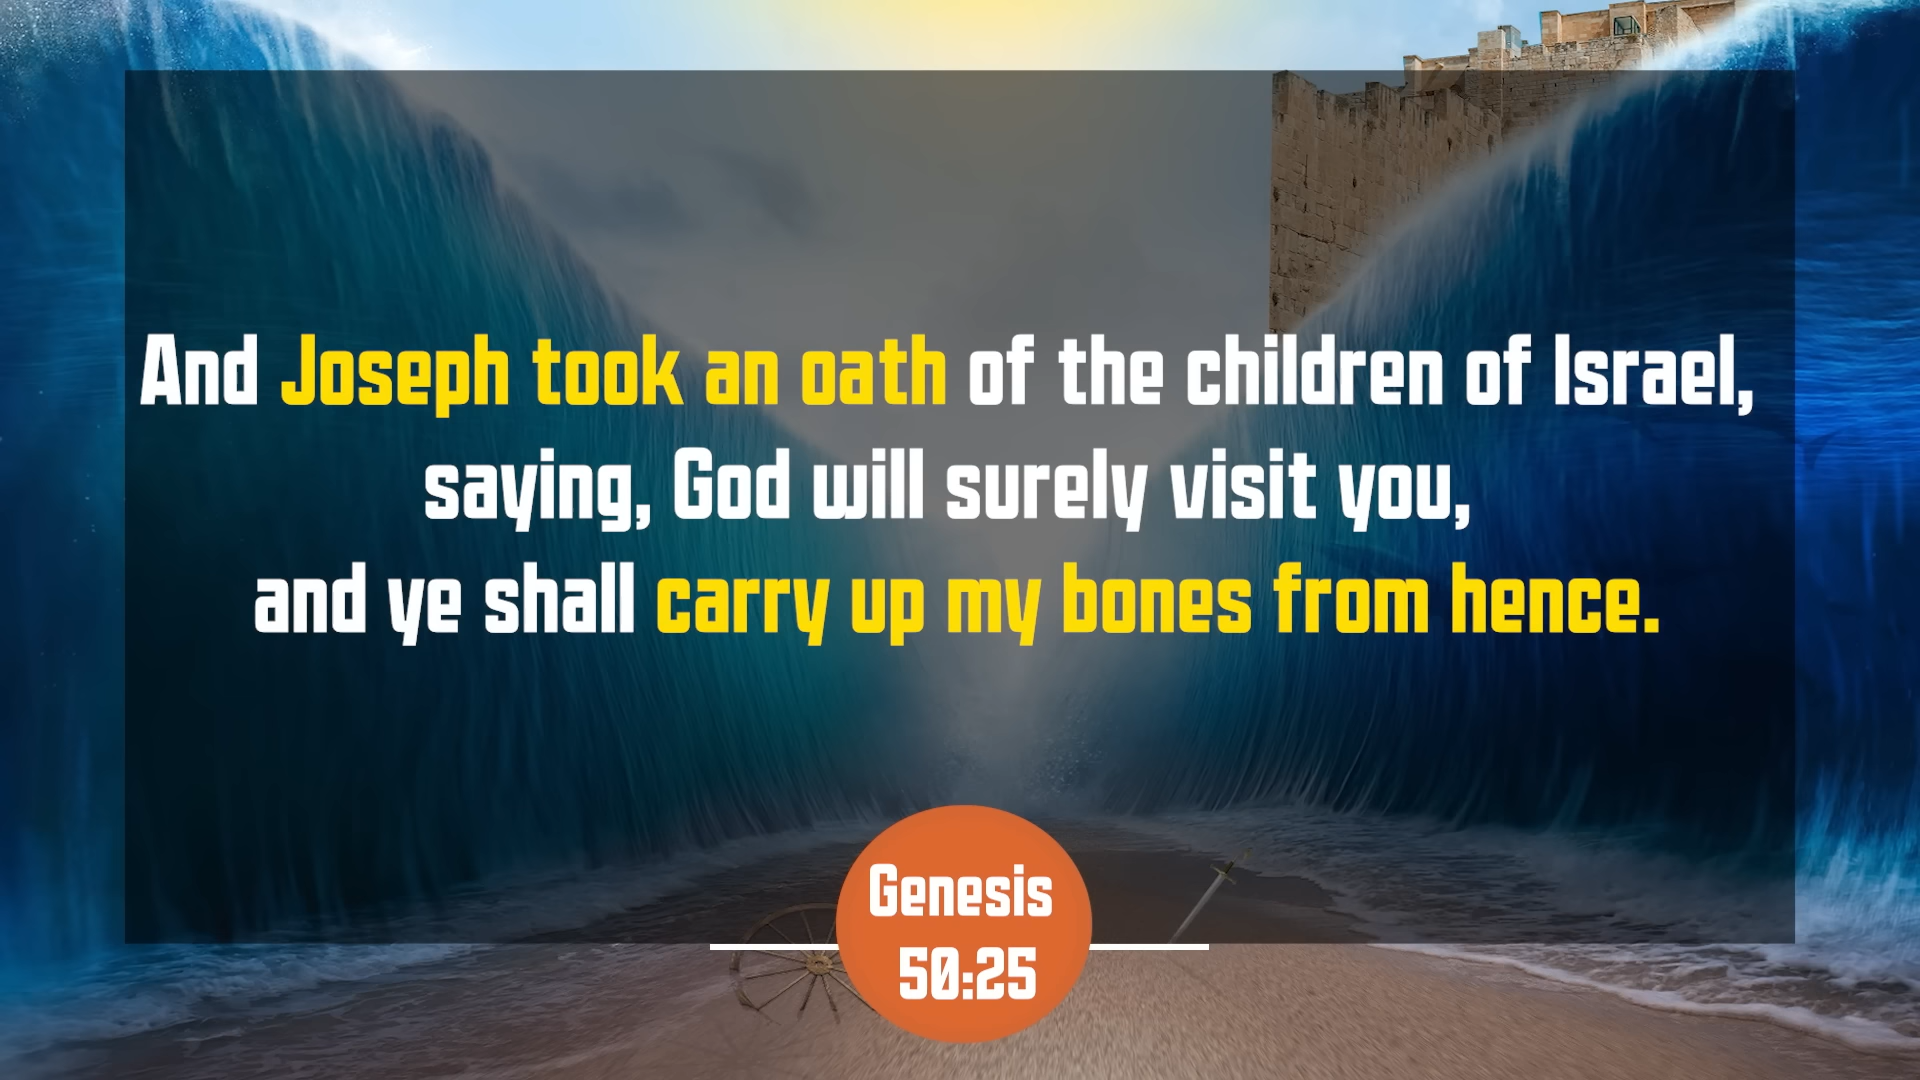 And Joseph took an oath of the children of Israel,
saying, God will surely visit you,
and ye shall carry up my bones from hence.
Genesis
50:25